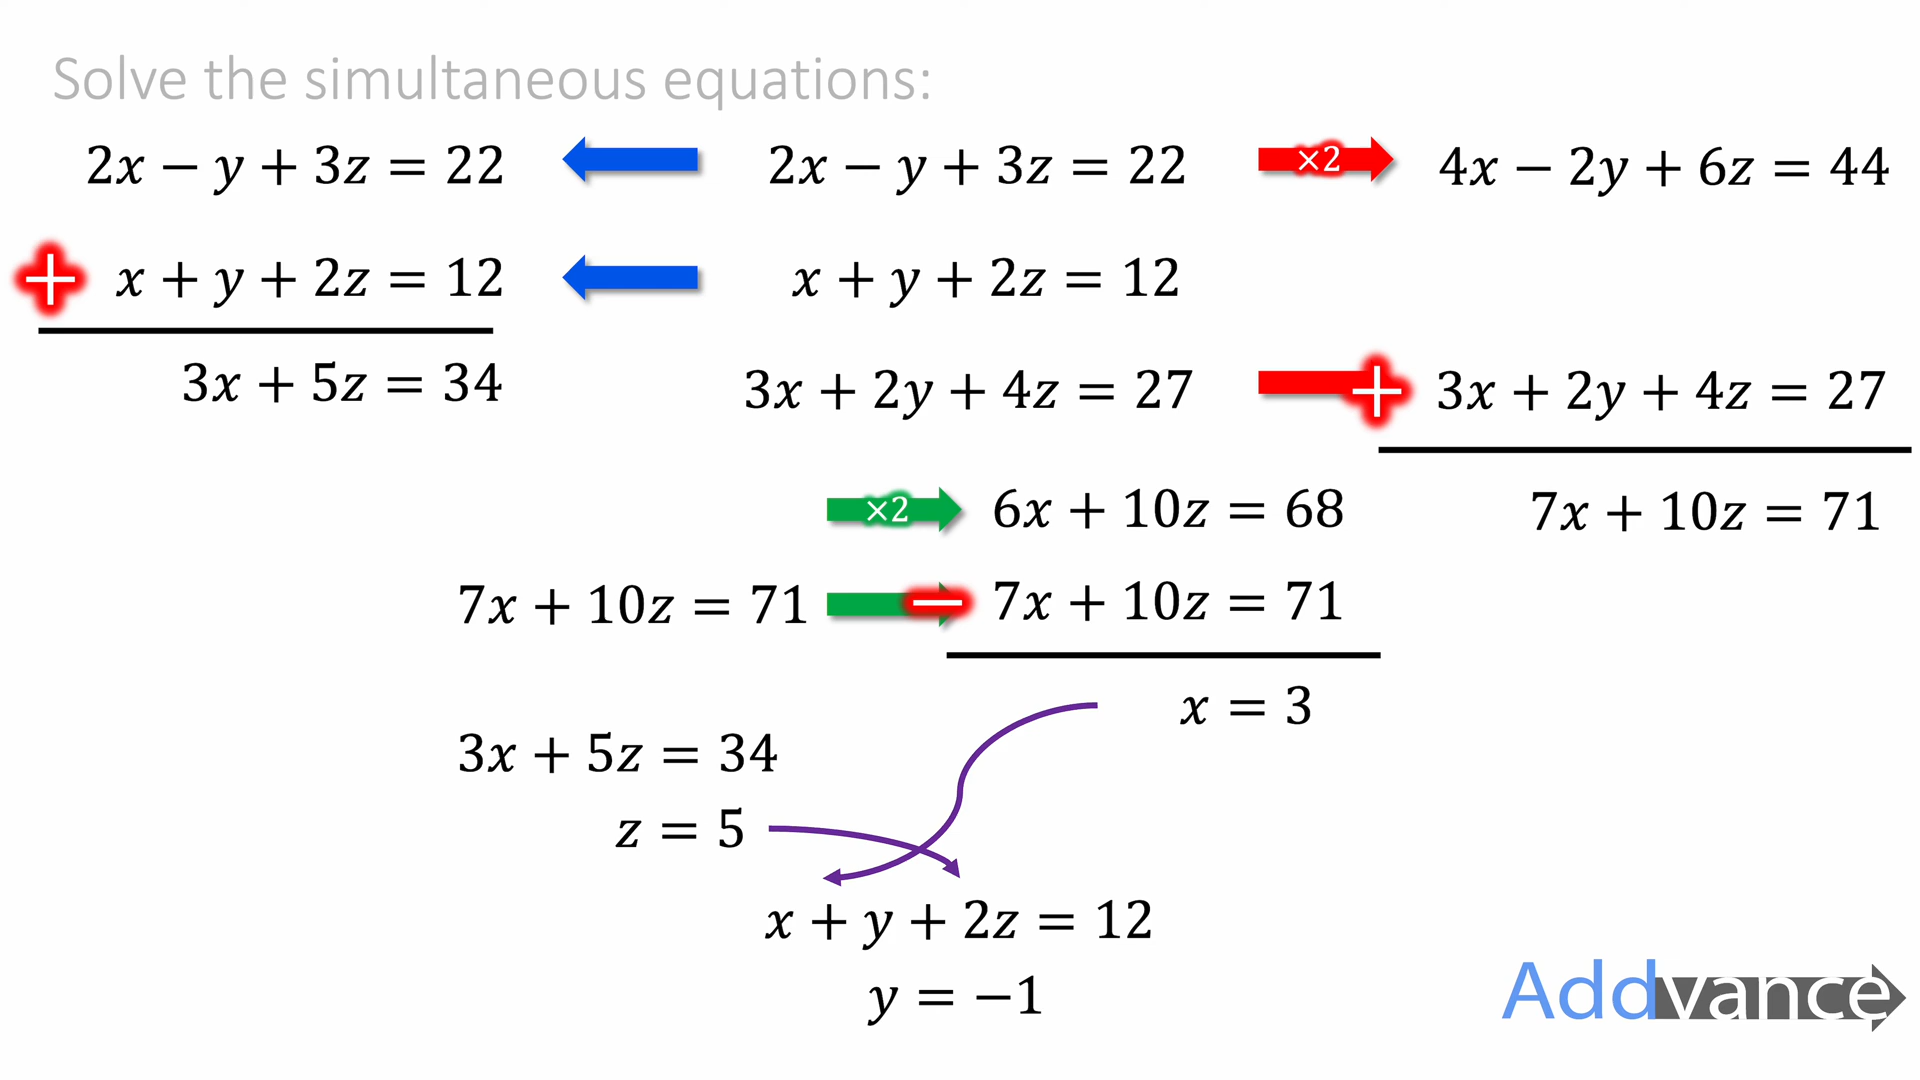 Solve the simultaneous equations:
2x − y + 3z = 22
2x − y + 3z = 22
×2
4x − 2y + 6z = 44
+ x + y + 2z = 12
x + y + 2z = 12
3x + 5z = 34
3x + 2y + 4z = 27
+ 3x + 2y + 4z = 27
×2
6x + 10z = 68
7x + 10z = 71
7x + 10z = 71
− 7x + 10z = 71
x = 3
3x + 5z = 34
z = 5
x + y + 2z = 12
y = −1
Addvance